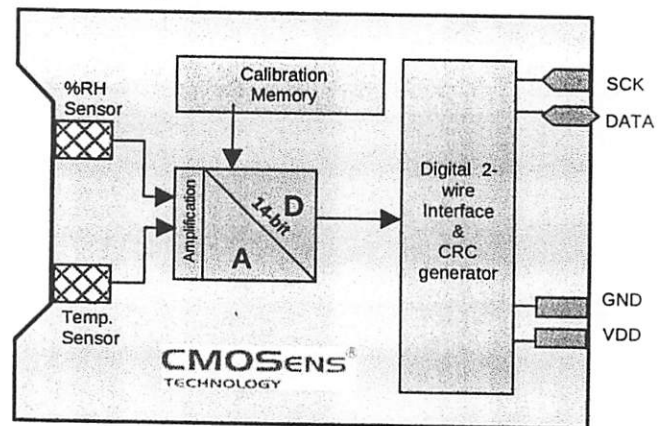 %RH
Sensor
Calibration
Memory
SCK
DATA
Amplification
14-bit
D
A
Digital 2-
wire
Interface
&
CRC
generator
Temp.
Sensor
GND
VDD
CMOSENS®
TECHNOLOGY